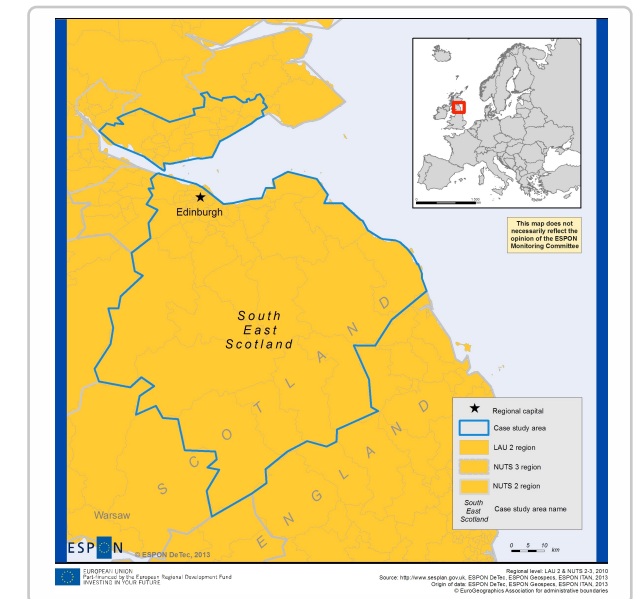 This map does not
necessarily reflect the
opinion of the ESPON
Monitoring Committee
Edinburgh
South
East
Scotland
SCOTLAND
ENGLAND
Regional capital
Case study area
LAU 2 region
NUTS 3 region
NUTS 2 region
South
East
Scotland
Case study area name
Warsaw
ESPON
© ESPON DeTec, 2013
0 5 10
km
EUROPEAN UNION
Part-financed by the European Regional Development Fund
INVESTING IN YOUR FUTURE
Regional level: LAU 2 & NUTS 2-3, 2010
Source: http://www.sesplan.gov.uk, ESPON DeTec, ESPON Geospecs, ESPON ITAN, 2013
Origin of data: ESPON DeTec, ESPON Geospecs, ESPON ITAN, 2013
© EuroGeographics Association for administrative boundaries